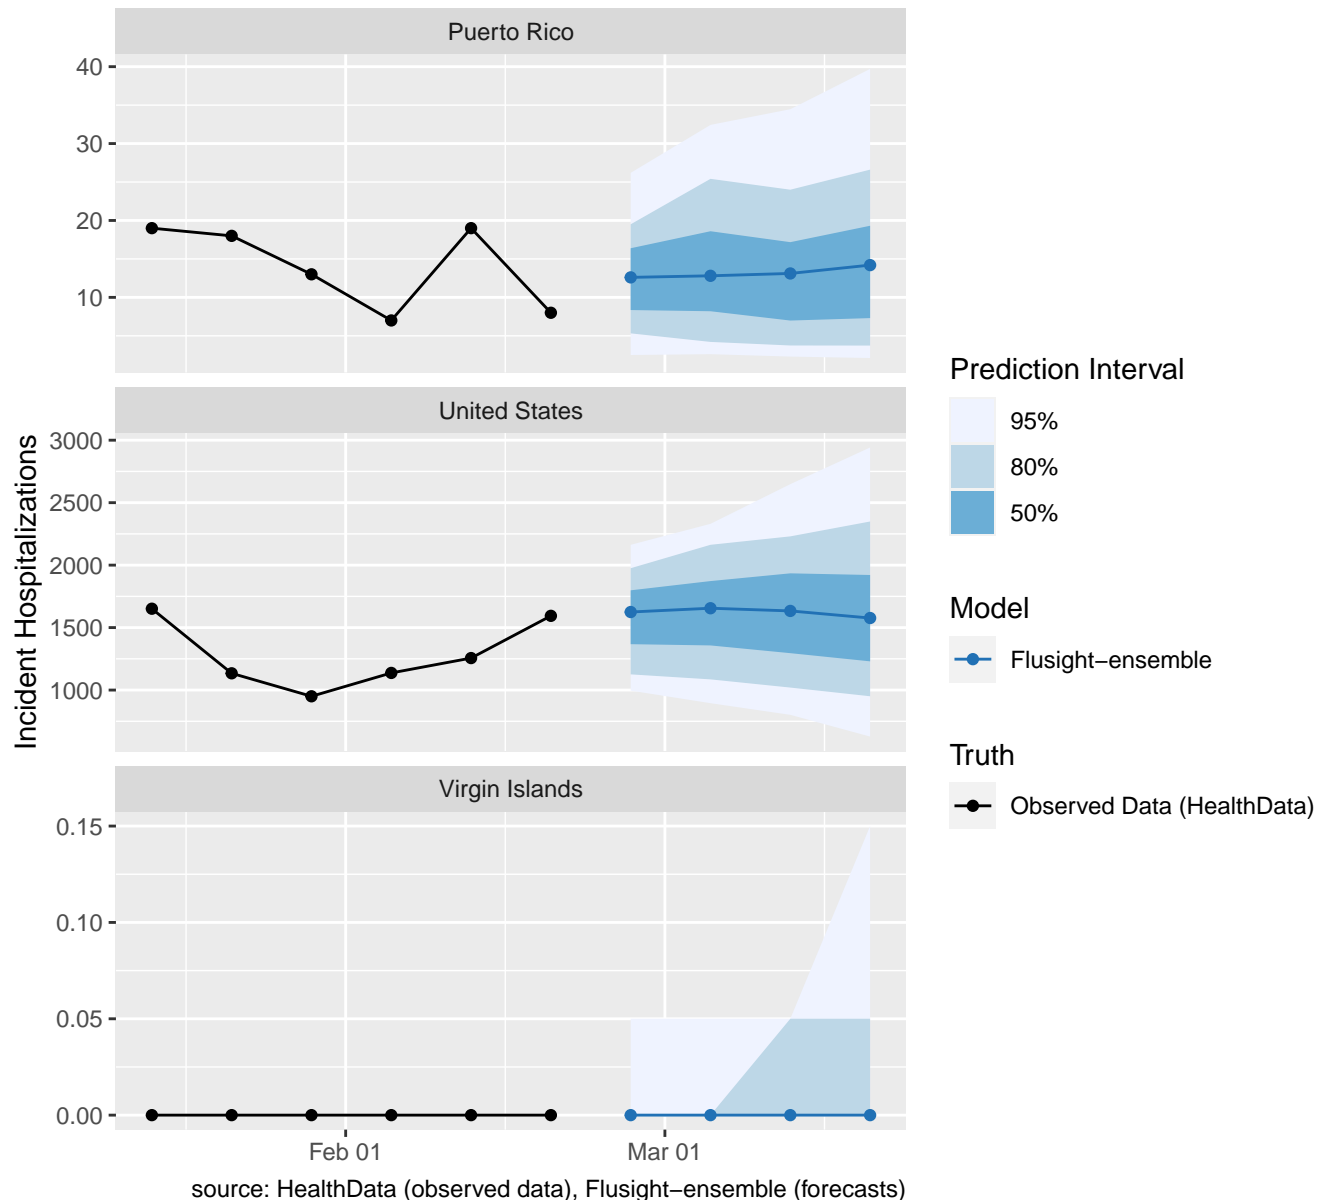 Puerto Rico
40
30
20
10
United States
3000
2500
2000
1500
1000
Virgin Islands
0.15
0.10
0.05
0.00
Feb 01
Mar 01
Incident Hospitalizations
source: HealthData (observed data), Flusight−ensemble (forecasts)
Prediction Interval
95%
80%
50%
Model
Flusight−ensemble
Truth
Observed Data (HealthData)